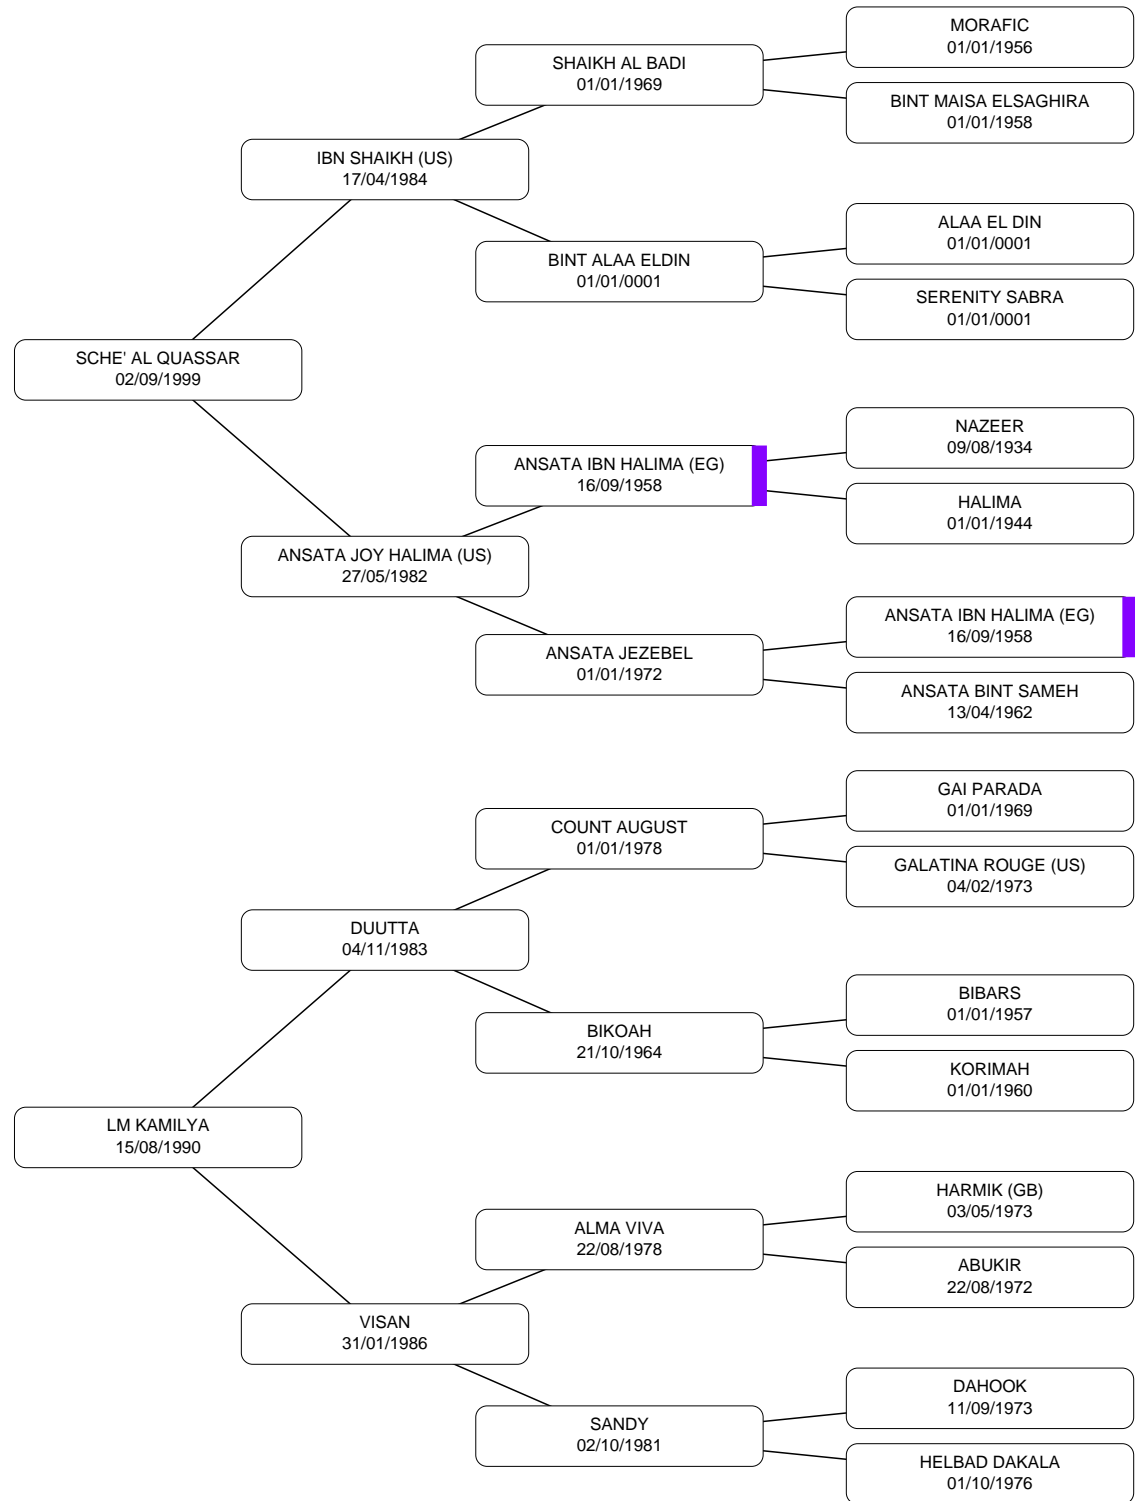 MORAFIC
01/01/1956
SHAIKH AL BADI
01/01/1969
BINT MAISA ELSAGHIRA
01/01/1958
IBN SHAIKH (US)
17/04/1984
ALAA EL DIN
01/01/0001
BINT ALAA ELDIN
01/01/0001
SERENITY SABRA
01/01/0001
SCHE' AL QUASSAR
02/09/1999
NAZEER
09/08/1934
ANSATA IBN HALIMA (EG)
16/09/1958
HALIMA
01/01/1944
ANSATA JOY HALIMA (US)
27/05/1982
ANSATA IBN HALIMA (EG)
16/09/1958
ANSATA JEZEBEL
01/01/1972
ANSATA BINT SAMEH
13/04/1962
GAI PARADA
01/01/1969
COUNT AUGUST
01/01/1978
GALATINA ROUGE (US)
04/02/1973
DUUTTA
04/11/1983
BIBARS
01/01/1957
BIKOAH
21/10/1964
KORIMAH
01/01/1960
LM KAMILYA
15/08/1990
HARMIK (GB)
03/05/1973
ALMA VIVA
22/08/1978
ABUKIR
22/08/1972
VISAN
31/01/1986
DAHOOK
11/09/1973
SANDY
02/10/1981
HELBAD DAKALA
01/10/1976